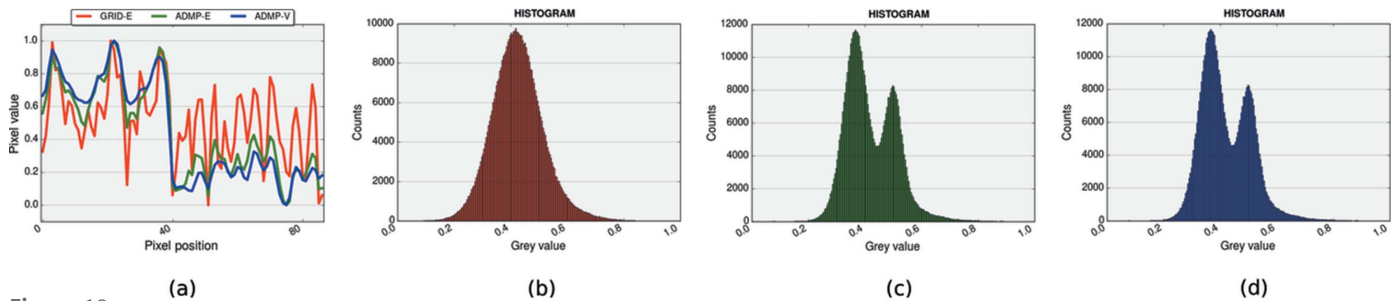 GRID-E ADMP-E ADMP-V
1.0
0.8
0.6
0.4
0.2
0.0
Pixel value
0 40 80
Pixel position
(a)
HISTOGRAM
10000
8000
6000
4000
2000
0
Counts
0.0 0.2 0.4 0.6 0.8 1.0
Grey value
(b)
HISTOGRAM
12000
10000
8000
6000
4000
2000
0
Counts
0.0 0.2 0.4 0.6 0.8 1.0
Grey value
(c)
HISTOGRAM
12000
10000
8000
6000
4000
2000
0
Counts
0.0 0.2 0.4 0.6 0.8 1.0
Grey value
(d)